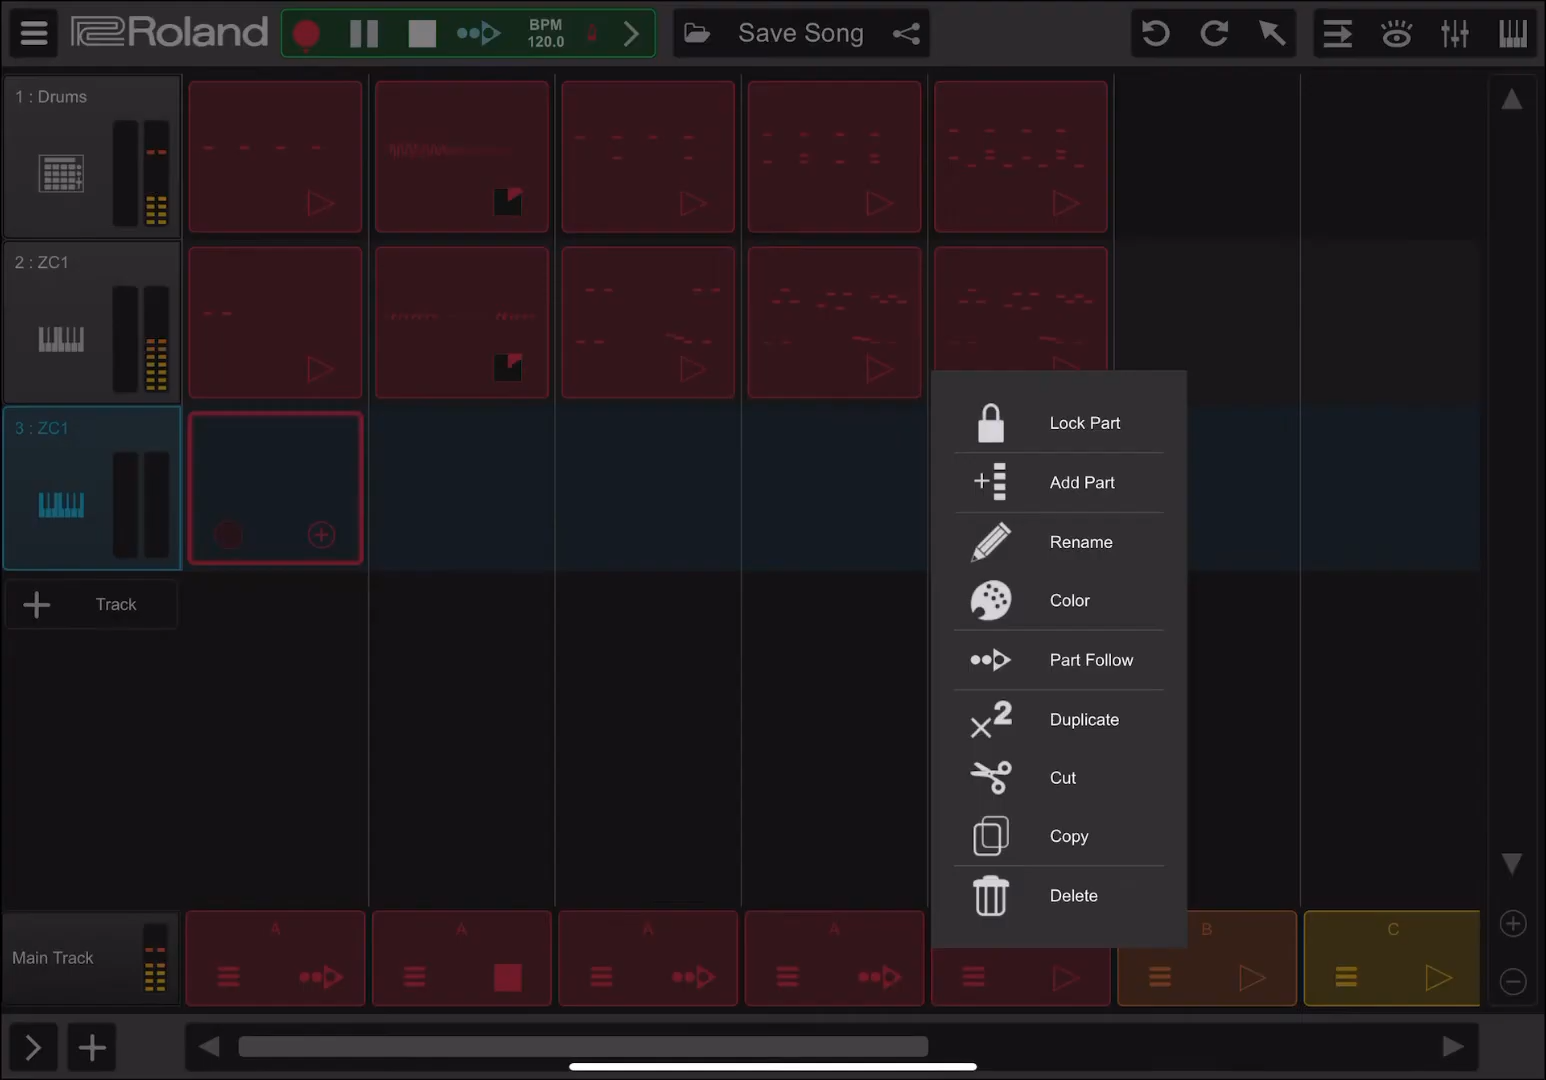 Roland
BPM
120.0
Save Song
1 : Drums
2 : ZC1
3 : ZC1
Track
Lock Part
Add Part
Rename
Color
Part Follow
x2 Duplicate
Cut
Copy
Delete
Main Track
A
A
A
A
B
C